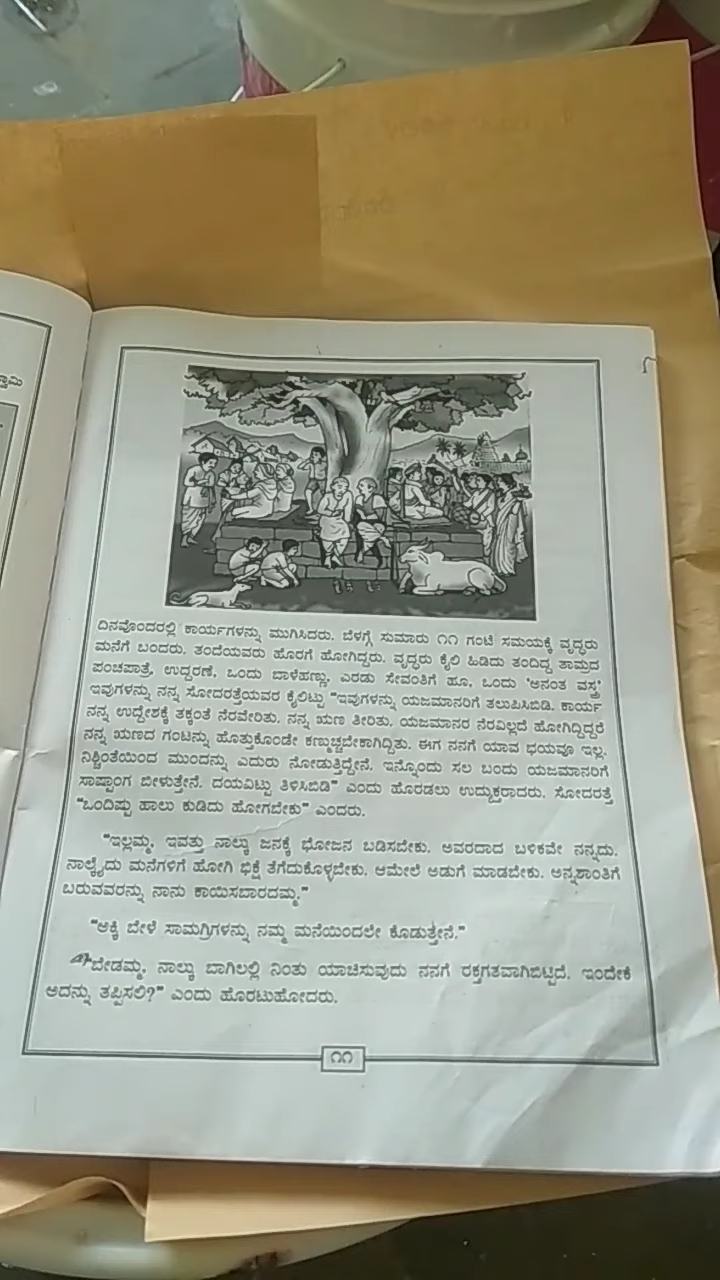 ಸ್ವಾಮಿ
ದಿನವೊಂದರಲ್ಲಿ ಕಾರ್ಯಗಳನ್ನು ಮುಗಿಸಿದರು. ಬೆಳಗ್ಗೆ ಸುಮಾರು ೧೧ ಗಂಟೆ ಸಮಯಕ್ಕೆ ವೃದ್ಧರು
ಮನೆಗೆ ಬಂದರು. ತಂದೆಯವರು ಹೊರಗೆ ಹೋಗಿದ್ದರು. ವೃದ್ಧರು ಕೈಲಿ ಹಿಡಿದು ತಂದಿದ್ದ ತಾಮ್ರದ
ಪಂಚಪಾತ್ರೆ, ಉದ್ಧರಣೆ, ಒಂದು ಬಾಳೆಹಣ್ಣು, ಎರಡು ಸೇವಂತಿಗೆ ಹೂ, ಒಂದು 'ಅನಂತ ವಸ್ತ್ರ'
ಇವುಗಳನ್ನು ನನ್ನ ಸೋದರತ್ತೆಯವರ ಕೈಲಿಟ್ಟು "ಇವುಗಳನ್ನು ಯಜಮಾನರಿಗೆ ತಲುಪಿಸಿಬಿಡಿ. ಕಾರ್ಯ
ನನ್ನ ಉದ್ದೇಶಕ್ಕೆ ತಕ್ಕಂತೆ ನೆರವೇರಿತು. ನನ್ನ ಋಣ ತೀರಿತು. ಯಜಮಾನರ ನೆರವಿಲ್ಲದೆ ಹೋಗಿದ್ದಿದ್ದರೆ
ನನ್ನ ಋಣದ ಗಂಟನ್ನು ಹೊತ್ತುಕೊಂಡೇ ಕಣ್ಮುಚ್ಚಬೇಕಾಗಿದ್ದಿತು. ಈಗ ನನಗೆ ಯಾವ ಭಯವೂ ಇಲ್ಲ.
ನಿಶ್ಚಿಂತೆಯಿಂದ ಮುಂದನ್ನು ಎದುರು ನೋಡುತ್ತಿದ್ದೇನೆ. ಇನ್ನೊಂದು ಸಲ ಬಂದು ಯಜಮಾನರಿಗೆ
ಸಾಷ್ಟಾಂಗ ಬೀಳುತ್ತೇನೆ. ದಯವಿಟ್ಟು ತಿಳಿಸಿಬಿಡಿ" ಎಂದು ಹೊರಡಲು ಉದ್ಯುಕ್ತರಾದರು. ಸೋದರತ್ತೆ
"ಒಂದಿಷ್ಟು ಹಾಲು ಕುಡಿದು ಹೋಗಬೇಕು" ಎಂದರು.
"ಇಲ್ಲಮ್ಮ, ಇವತ್ತು ನಾಲ್ಕು ಜನಕ್ಕೆ ಭೋಜನ ಬಡಿಸಬೇಕು. ಅವರದಾದ ಬಳಿಕವೇ ನನ್ನದು.
ನಾಲ್ಕೈದು ಮನೆಗಳಿಗೆ ಹೋಗಿ ಭಿಕ್ಷೆ ತೆಗೆದುಕೊಳ್ಳಬೇಕು. ಆಮೇಲೆ ಅಡುಗೆ ಮಾಡಬೇಕು. ಅನ್ನಶಾಂತಿಗೆ
ಬರುವವರನ್ನು ನಾನು ಕಾಯಿಸಬಾರದಮ್ಮ."
"ಅಕ್ಕಿ ಬೇಳೆ ಸಾಮಗ್ರಿಗಳನ್ನು ನಮ್ಮ ಮನೆಯಿಂದಲೇ ಕೊಡುತ್ತೇನೆ."
"ಬೇಡಮ್ಮ, ನಾಲ್ಕು ಬಾಗಿಲಲ್ಲಿ ನಿಂತು ಯಾಚಿಸುವುದು ನನಗೆ ರಕ್ತಗತವಾಗಿಬಿಟ್ಟಿದೆ. ಇಂದೇಕೆ
ಅದನ್ನು ತಪ್ಪಿಸಲಿ?" ಎಂದು ಹೊರಟುಹೋದರು.
೧೧